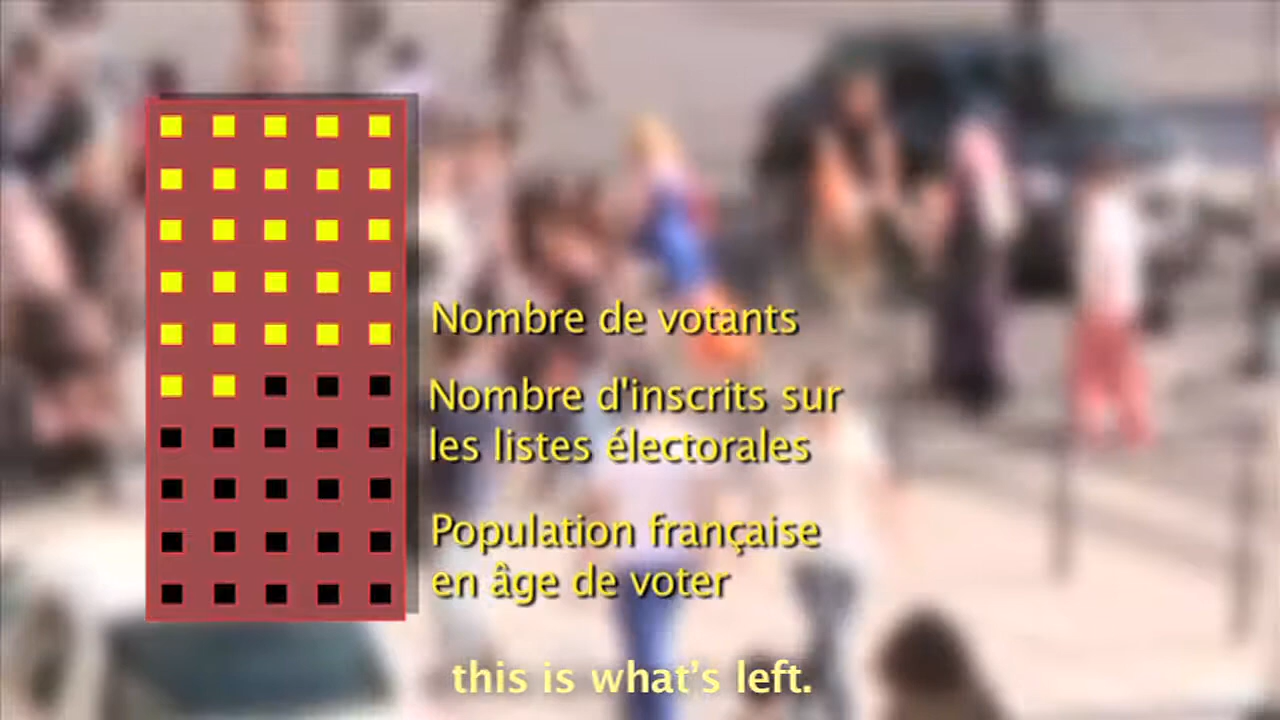 Nombre de votants
Nombre d'inscrits sur
les listes électorales
Population française
en âge de voter
this is what's left.